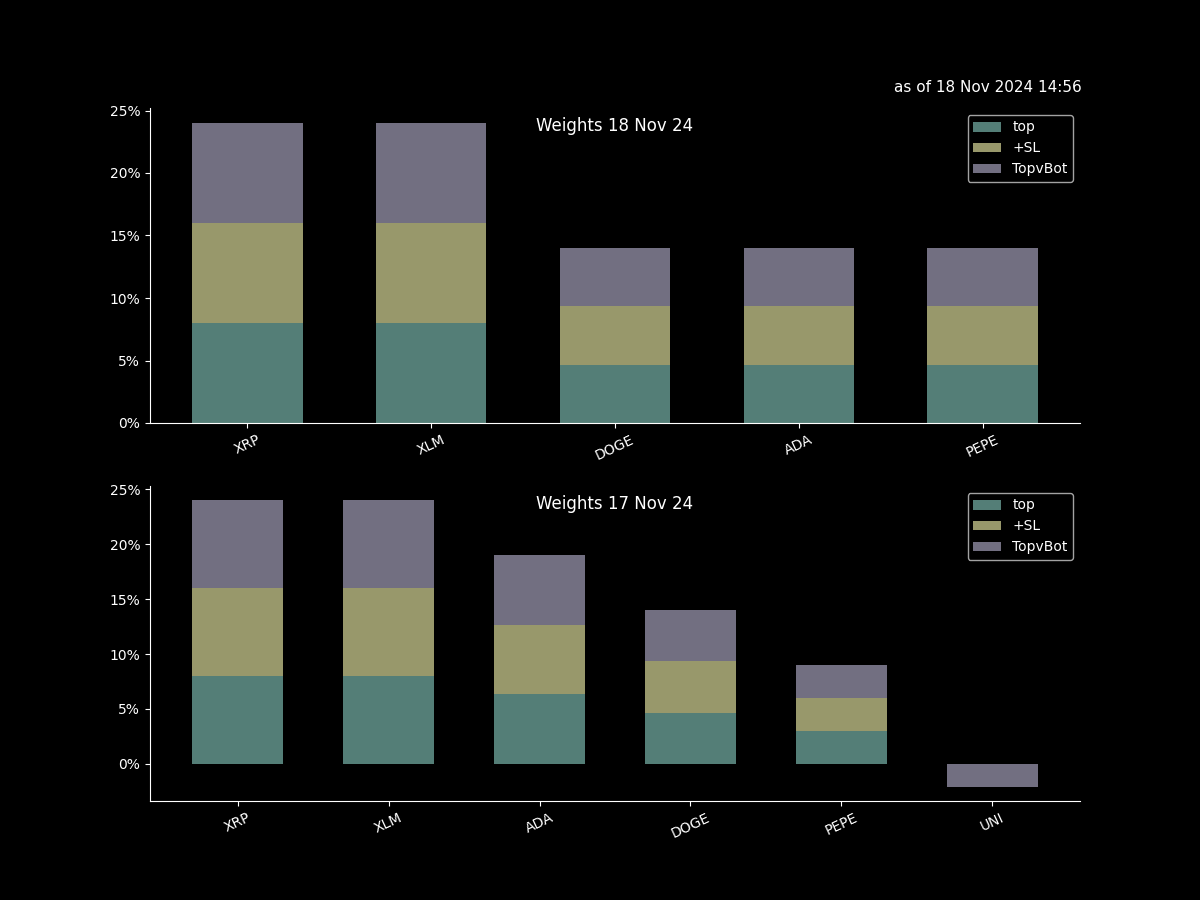 as of 18 Nov 2024 14:56
Weights 18 Nov 24
25%
20%
15%
10%
5%
0%
top
+SL
TopvBot
XRP
XLM
DOGE
ADA
PEPE
Weights 17 Nov 24
25%
20%
15%
10%
5%
0%
top
+SL
TopvBot
XRP
XLM
ADA
DOGE
PEPE
UNI